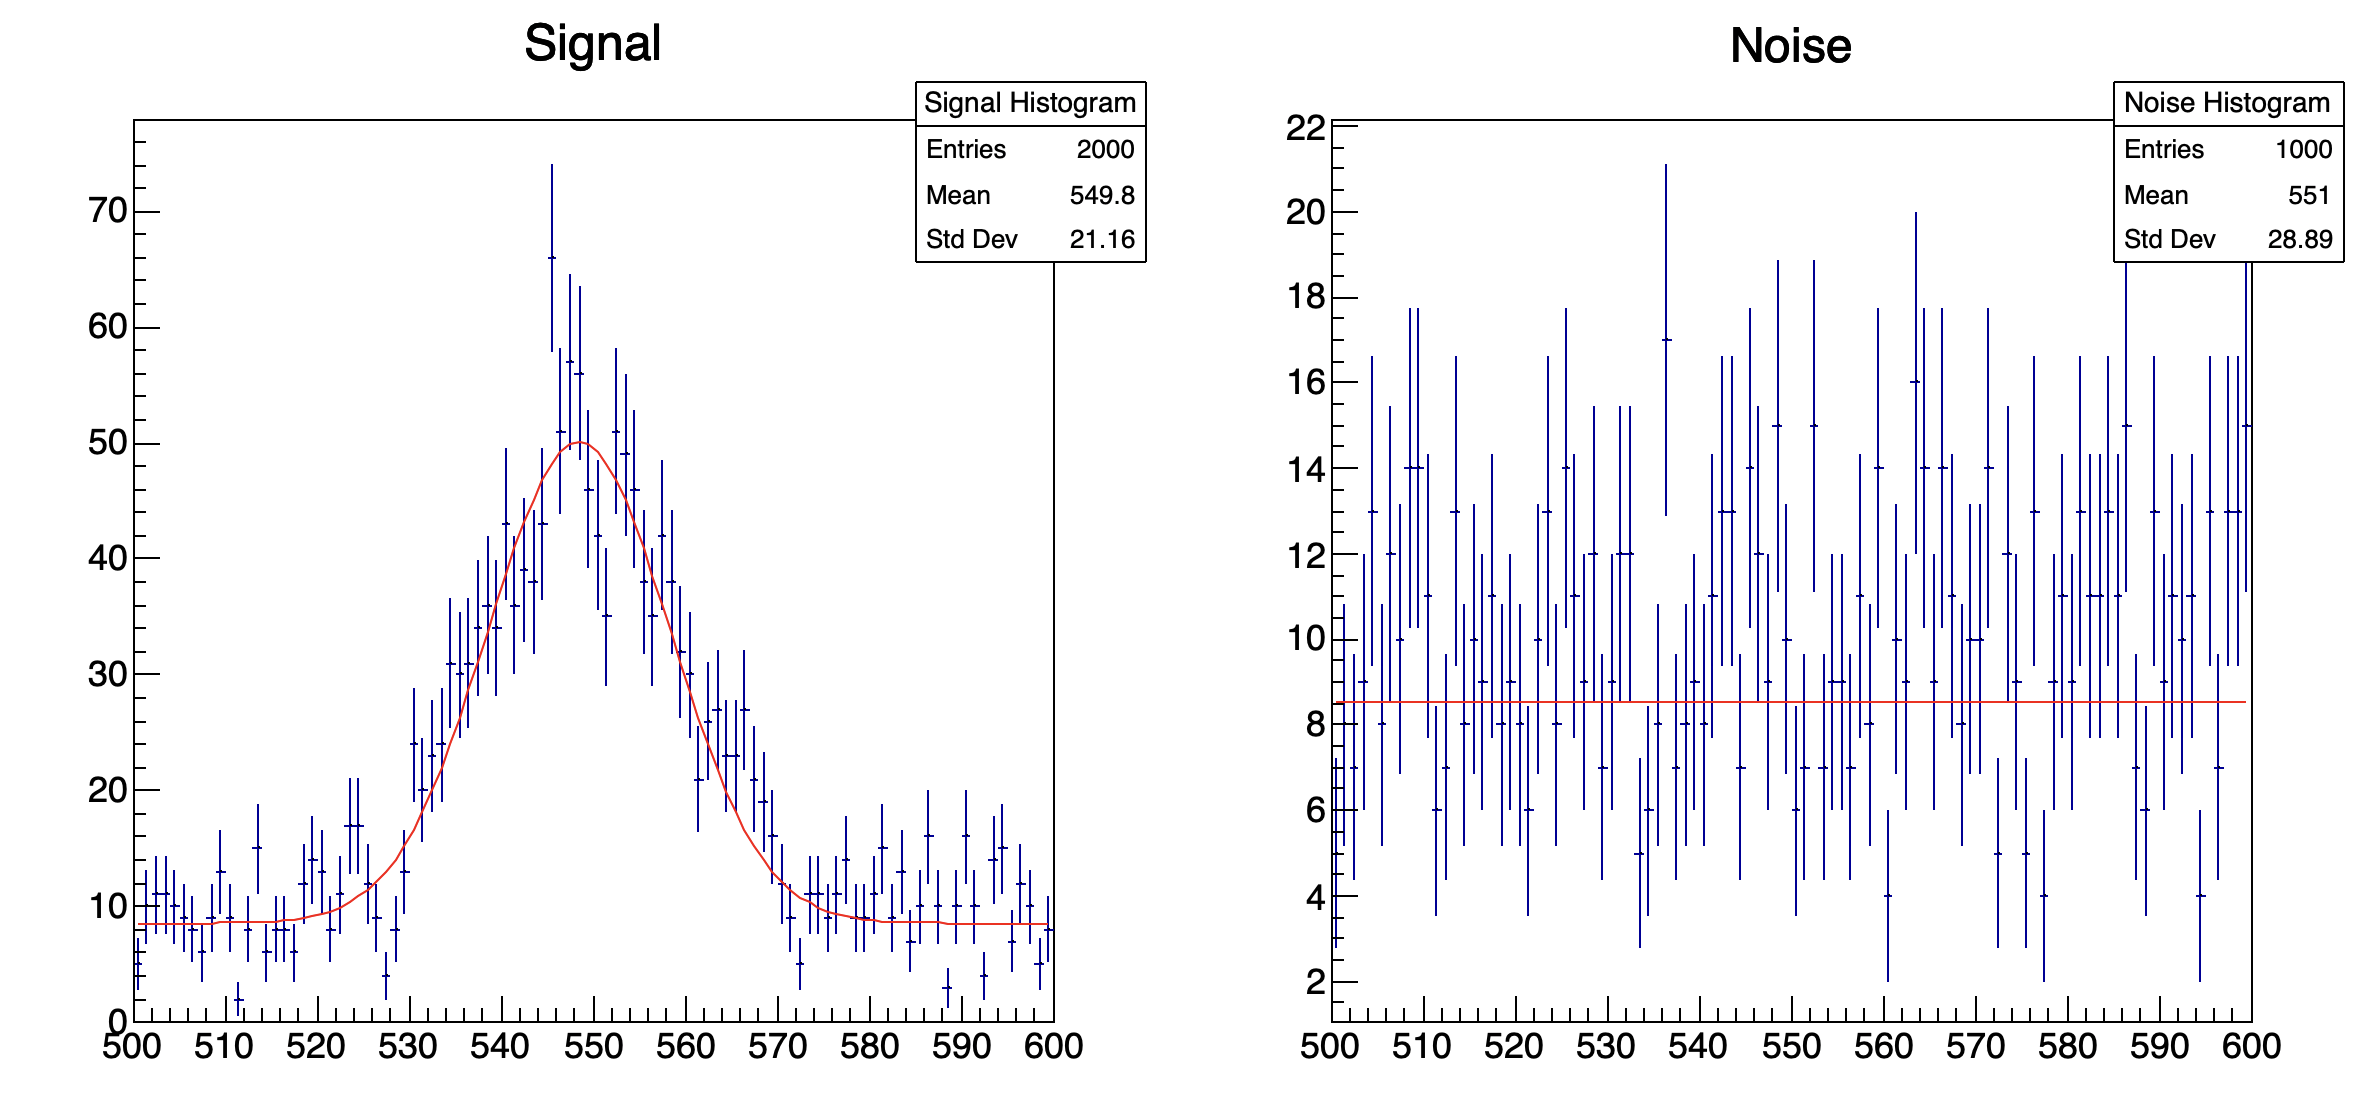 Signal
Signal Histogram
Entries 2000
Mean 549.8
Std Dev 21.16
70
60
50
40
30
20
10
0
500 510 520 530 540 550 560 570 580 590 600
Noise
Noise Histogram
Entries 1000
Mean 551
Std Dev 28.89
22
20
18
16
14
12
10
8
6
4
2
500 510 520 530 540 550 560 570 580 590 600